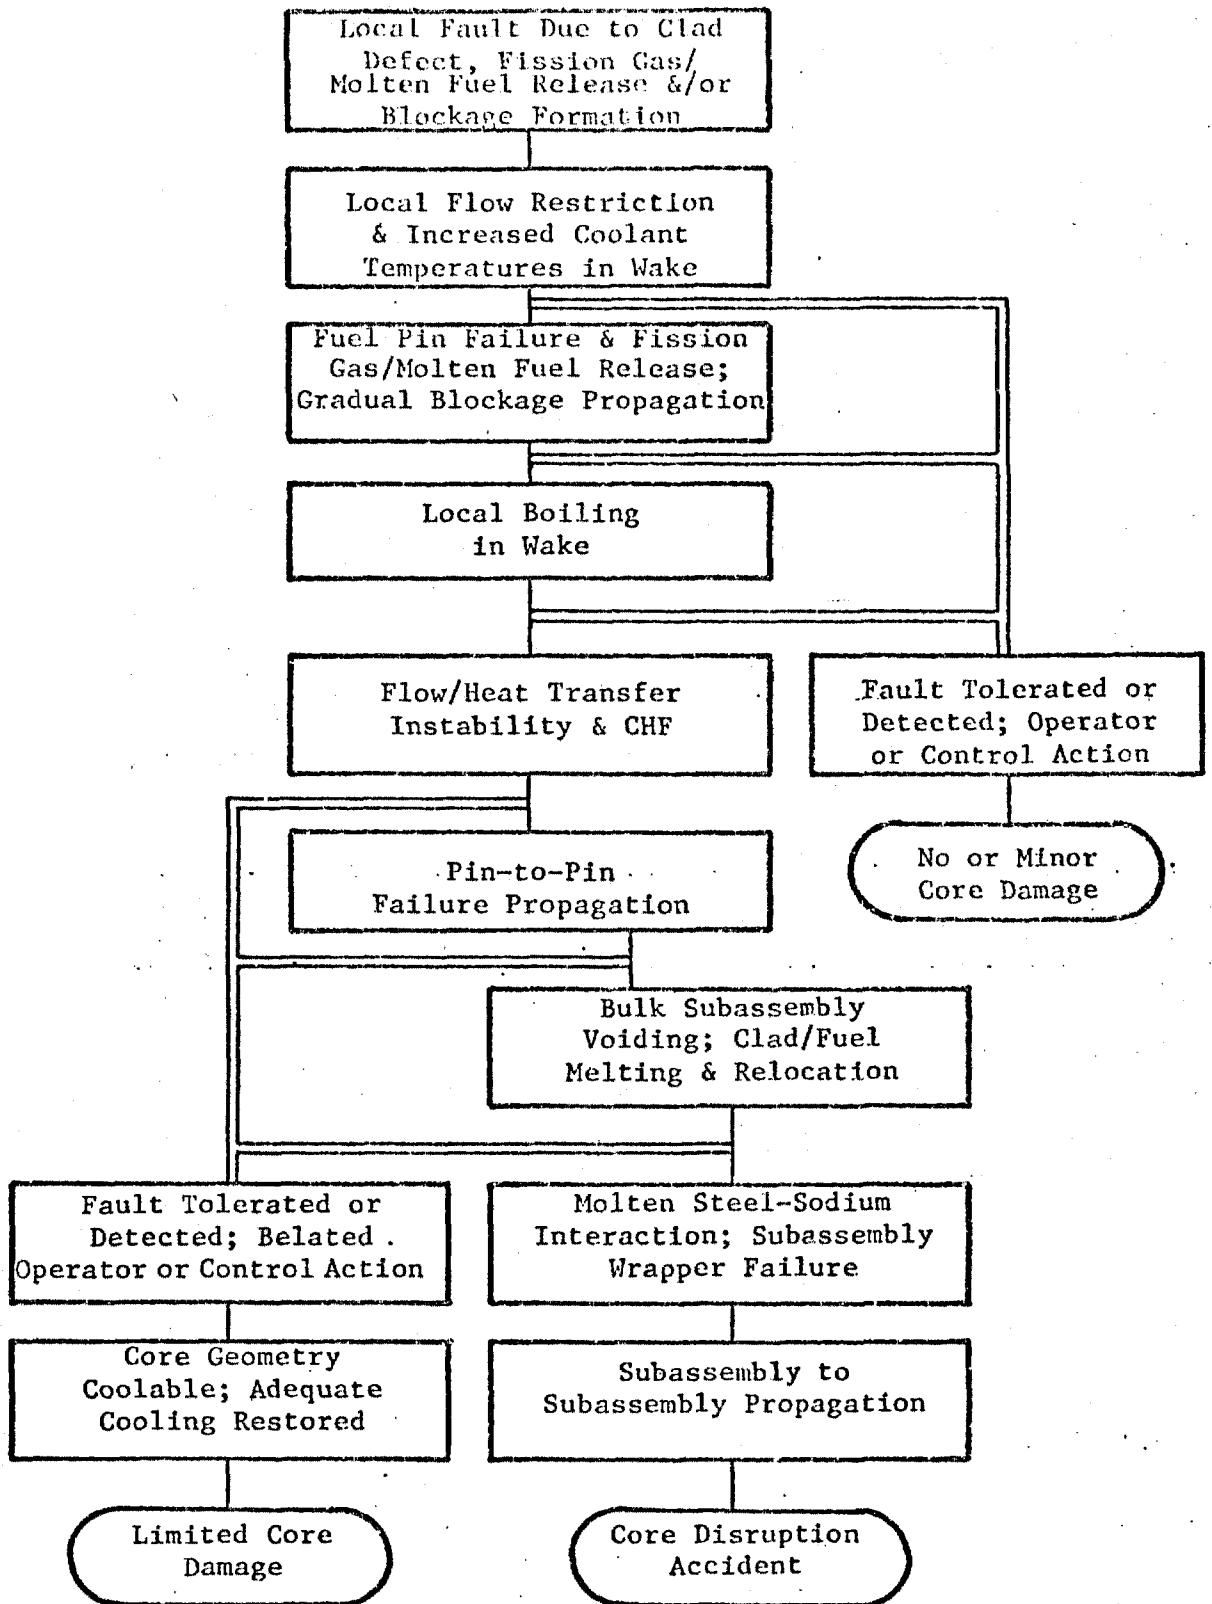 Local Fault Due to Clad
Defect, Fission Gas/
Molten Fuel Release &/or
Blockage Formation
Local Flow Restriction
& Increased Coolant
Temperatures in Wake
Fuel Pin Failure & Fission
Gas/Molten Fuel Release;
Gradual Blockage Propagation
Local Boiling
in Wake
Flow/Heat Transfer
Instability & CHF
Fault Tolerated or
Detected; Operator
or Control Action
No or Minor
Core Damage
Pin-to-Pin
Failure Propagation
Bulk Subassembly
Voiding; Clad/Fuel
Melting & Relocation
Fault Tolerated or
Detected; Belated
Operator or Control Action
Molten Steel-Sodium
Interaction; Subassembly
Wrapper Failure
Core Geometry
Coolable; Adequate
Cooling Restored
Subassembly to
Subassembly Propagation
Limited Core
Damage
Core Disruption
Accident